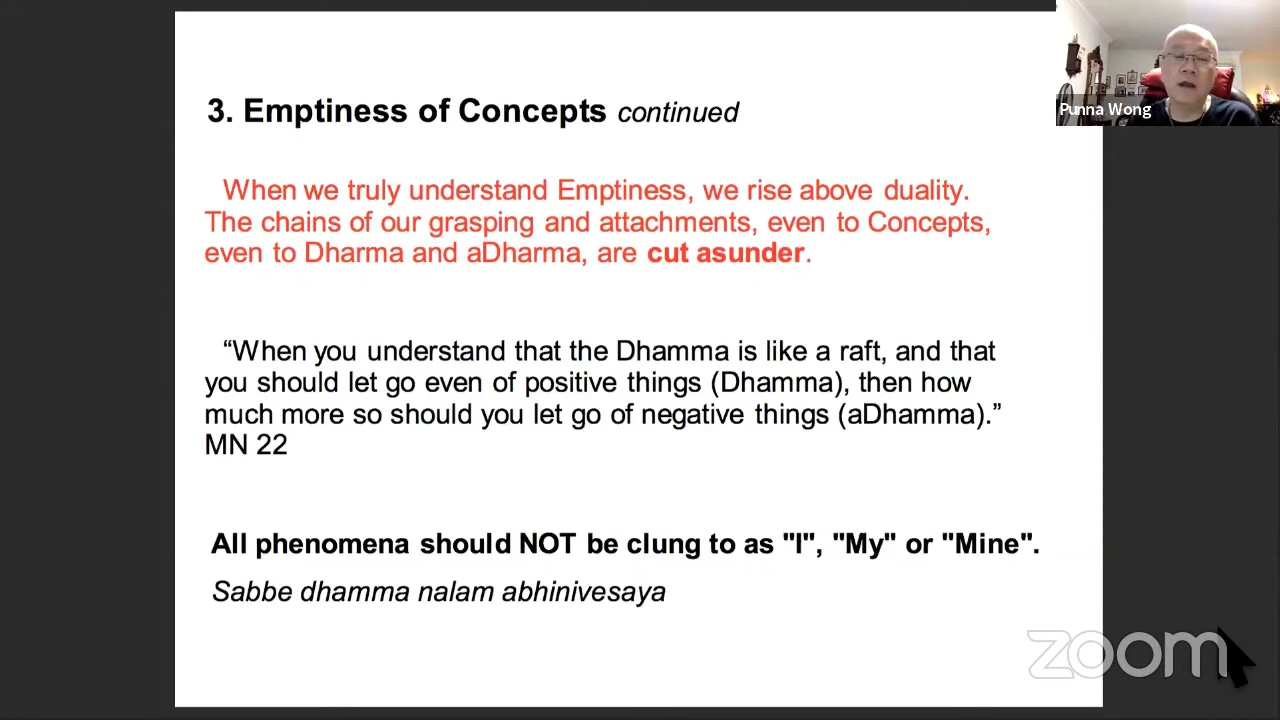 3. Emptiness of Concepts continued
Punna Wong
When we truly understand Emptiness, we rise above duality.
The chains of our grasping and attachments, even to Concepts,
even to Dharma and aDharma, are cut asunder.
“When you understand that the Dhamma is like a raft, and that
you should let go even of positive things (Dhamma), then how
much more so should you let go of negative things (aDhamma).”
MN 22
All phenomena should NOT be clung to as "I", "My" or "Mine".
Sabbe dhamma nalam abhinivesaya
zoom